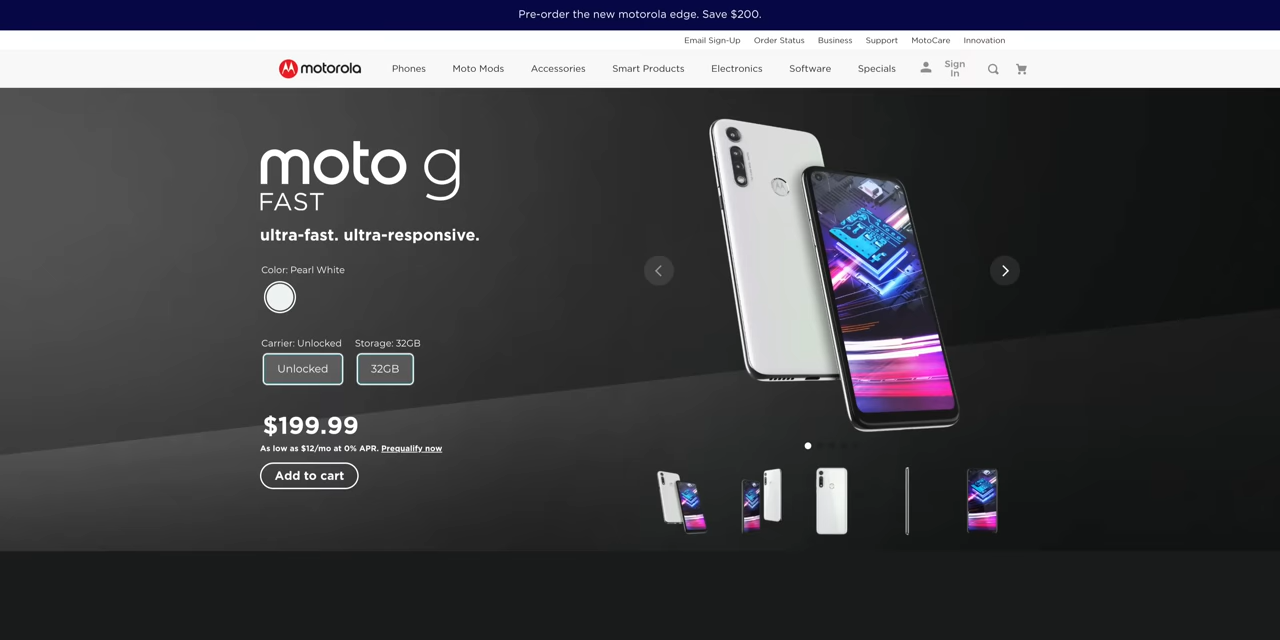 Pre-order the new motorola edge. Save $200.
Email Sign-Up Order Status Business Support MotoCare Innovation
motorola Phones Moto Mods Accessories Smart Products Electronics Software Specials Sign In
moto g
FAST
ultra-fast. ultra-responsive.
Color: Pearl White
Carrier: Unlocked Storage: 32GB
Unlocked 32GB
$199.99
As low as $12/mo at 0% APR. Prequalify now
Add to cart